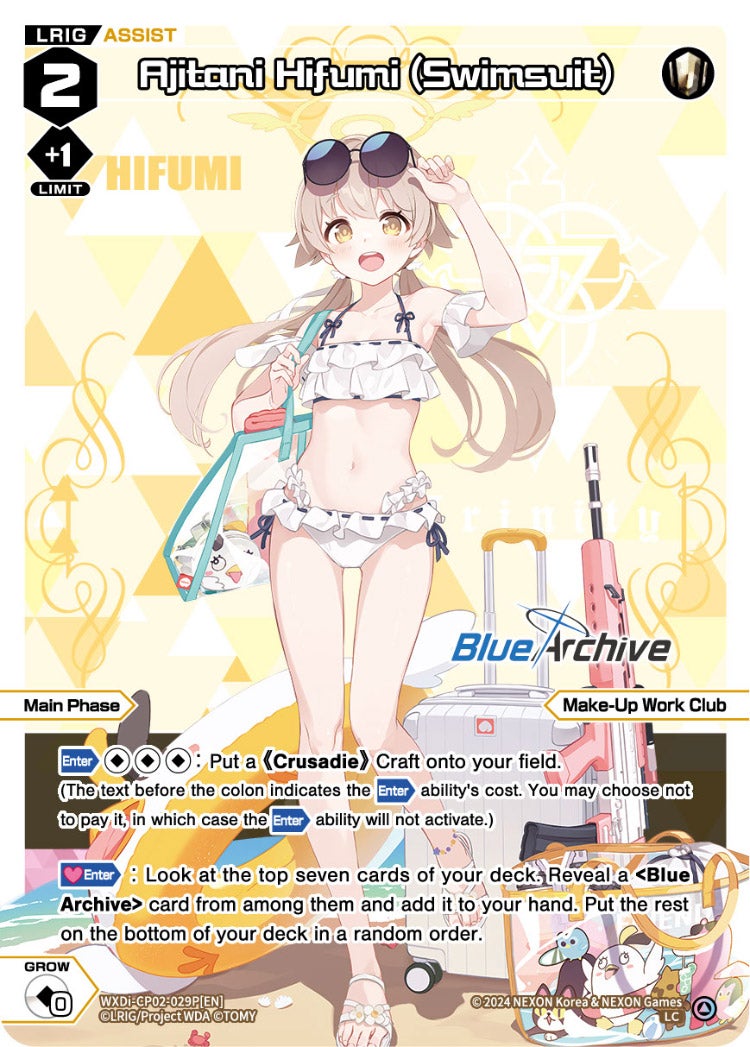 LRIG ASSIST
2
Ajitani Hifumi (Swimsuit)
+1
LIMIT
HIFUMI
Trinity
Blue Archive
Main Phase
Make-Up Work Club
Enter : Put a 《Crusadie》 Craft onto your field.
(The text before the colon indicates the Enter ability's cost. You may choose not
to pay it, in which case the Enter ability will not activate.)
Enter : Look at the top seven cards of your deck. Reveal a <Blue
Archive> card from among them and add it to your hand. Put the rest
on the bottom of your deck in a random order.
GROW
0
WXDi-CP02-029P[EN]
©LRIG/Project WDA ©TOMY
©2024 NEXON Korea & NEXON Games
LC